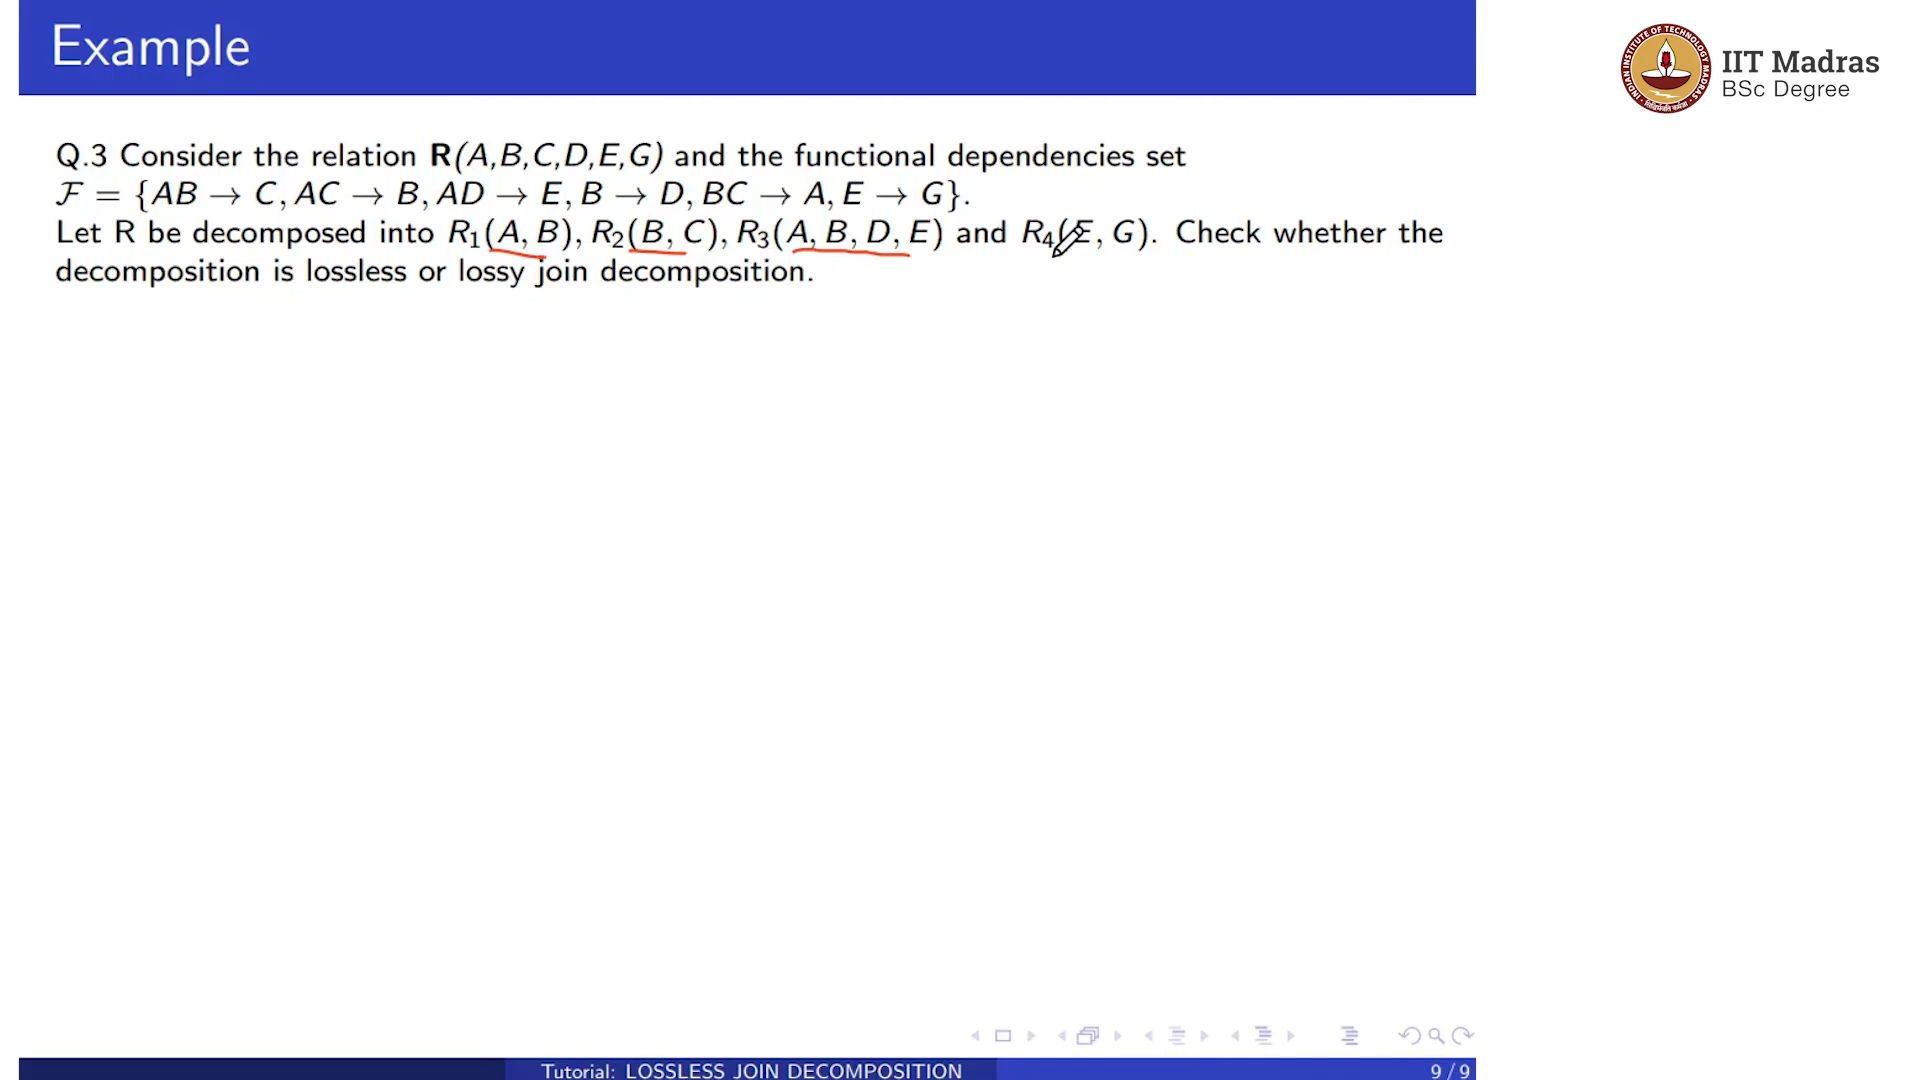 Example
IIT Madras
BSc Degree
Q.3 Consider the relation R(A,B,C,D,E,G) and the functional dependencies set
ℱ = {AB → C, AC → B, AD → E, B → D, BC → A, E → G}.
Let R be decomposed into R₁(A, B), R₂(B, C), R₃(A, B, D, E) and R₄(E, G). Check whether the
decomposition is lossless or lossy join decomposition.
Tutorial: LOSSLESS JOIN DECOMPOSITION
9 / 9